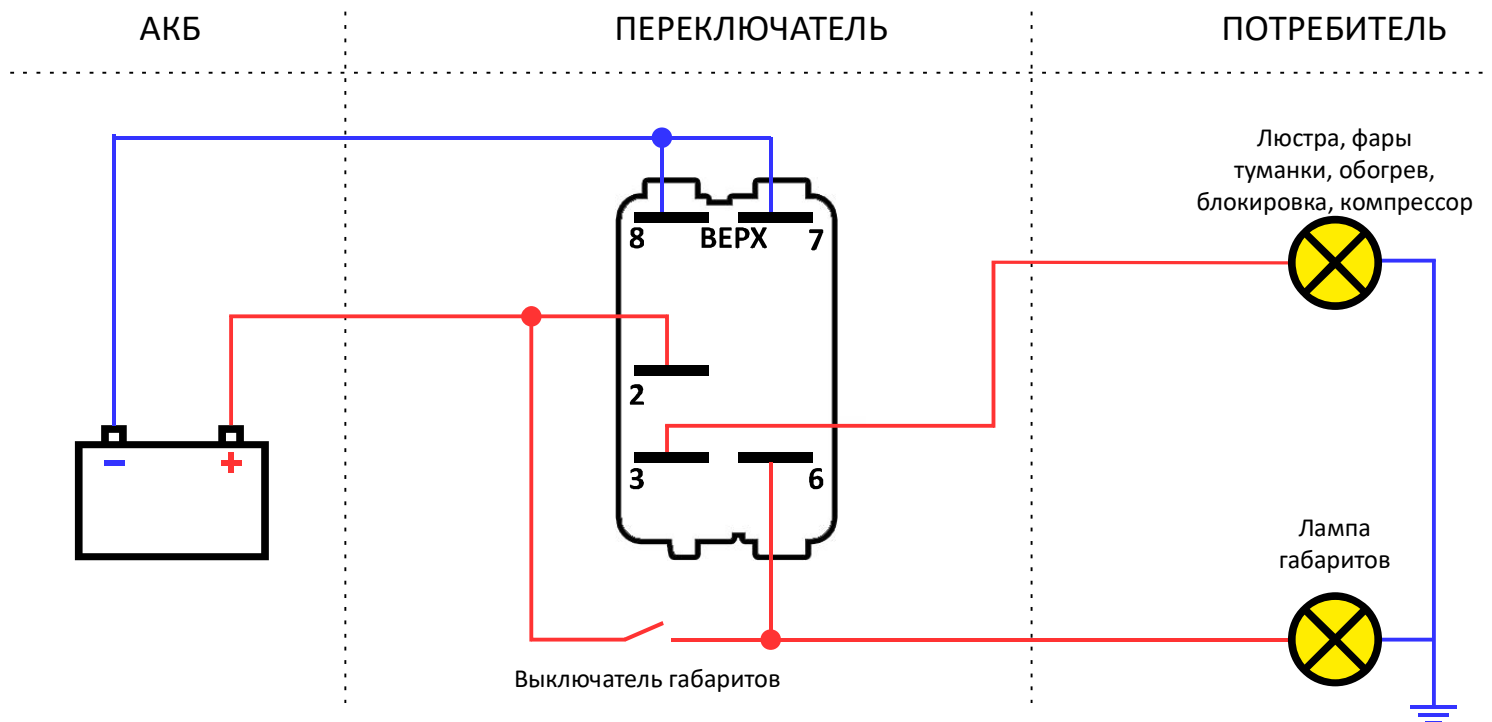 АКБ
ПЕРЕКЛЮЧАТЕЛЬ
ПОТРЕБИТЕЛЬ
Люстра, фары
туманки, обогрев,
блокировка, компрессор
8 ВЕРХ 7
2
3
6
Лампа
габаритов
Выключатель габаритов